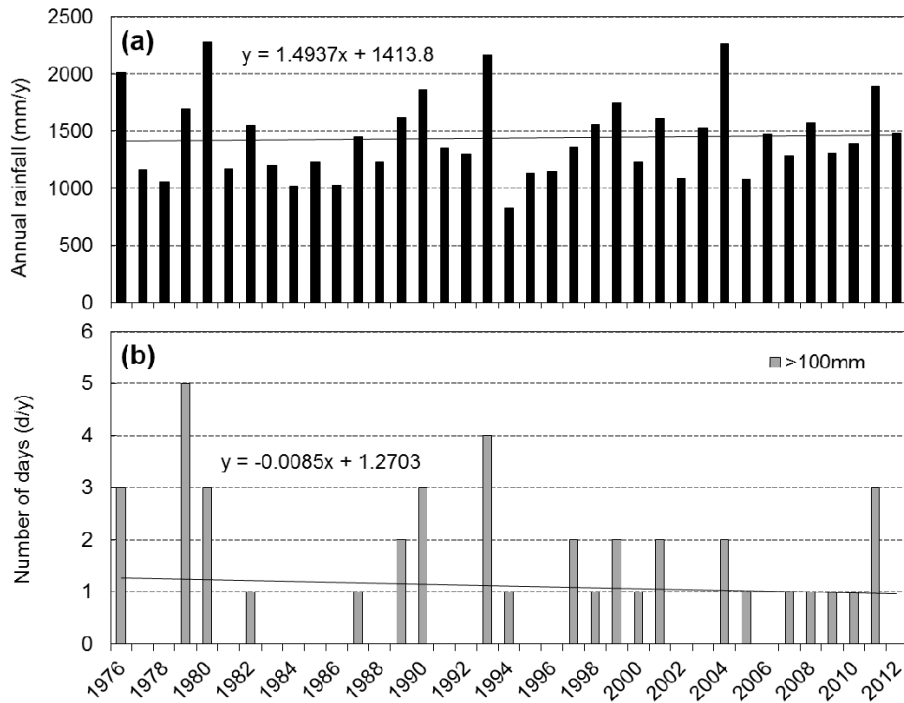 (a)
y = 1.4937x + 1413.8
Annual rainfall (mm/y)
2500
2000
1500
1000
500
0
(b)
>100mm
y = -0.0085x + 1.2703
Number of days (d/y)
6
5
4
3
2
1
0
1976 1978 1980 1982 1984 1986 1988 1990 1992 1994 1996 1998 2000 2002 2004 2006 2008 2010 2012